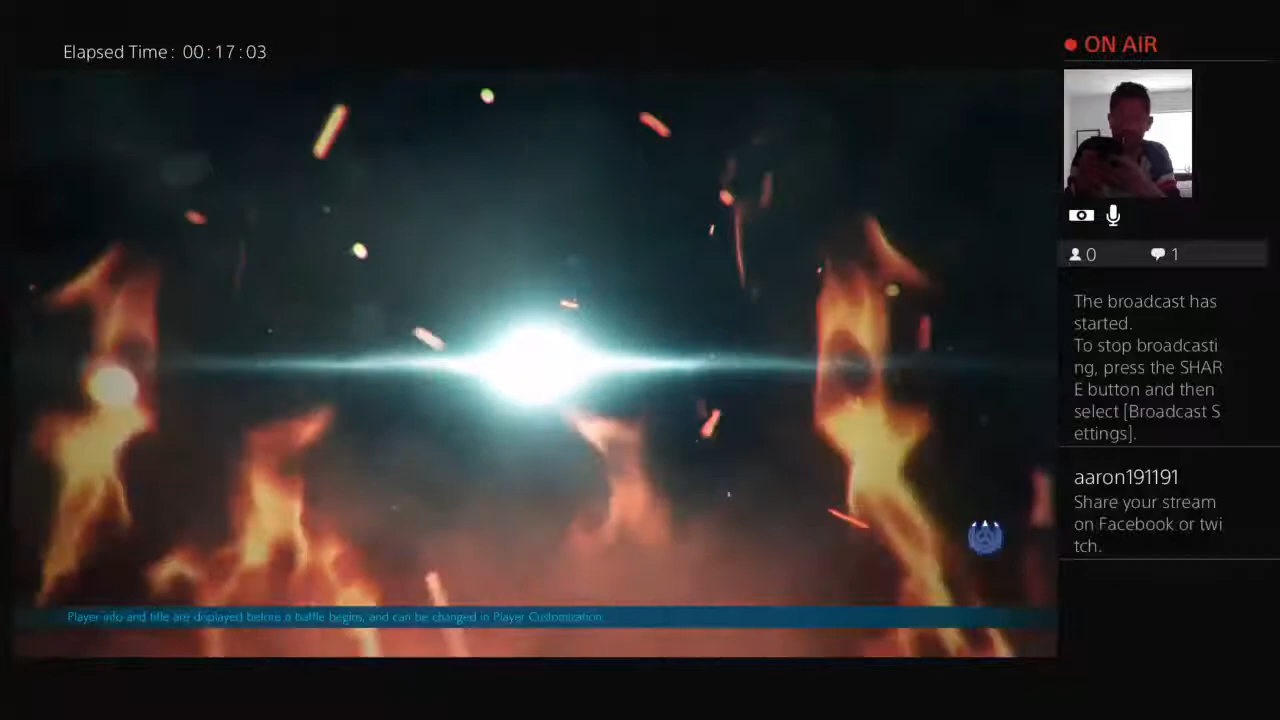 Elapsed Time: 00:17:03
ON AIR
0
1
The broadcast has
started.
To stop broadcasti
ng, press the SHAR
E button and then
select [Broadcast S
ettings].
aaron191191
Share your stream
on Facebook or twi
tch.
Player info and title are displayed before a battle begins, and can be changed in Player Customization.